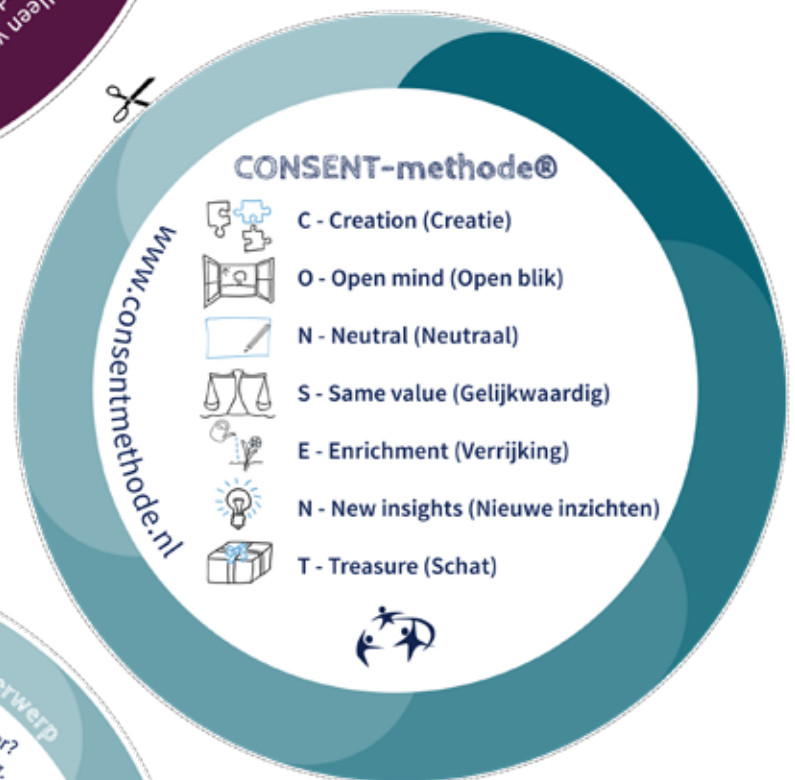 CONSENT-methode®
C - Creation (Creatie)
O - Open mind (Open blik)
N - Neutral (Neutraal)
S - Same value (Gelijkwaardig)
E - Enrichment (Verrijking)
N - New insights (Nieuwe inzichten)
T - Treasure (Schat)
www.consentmethode.nl